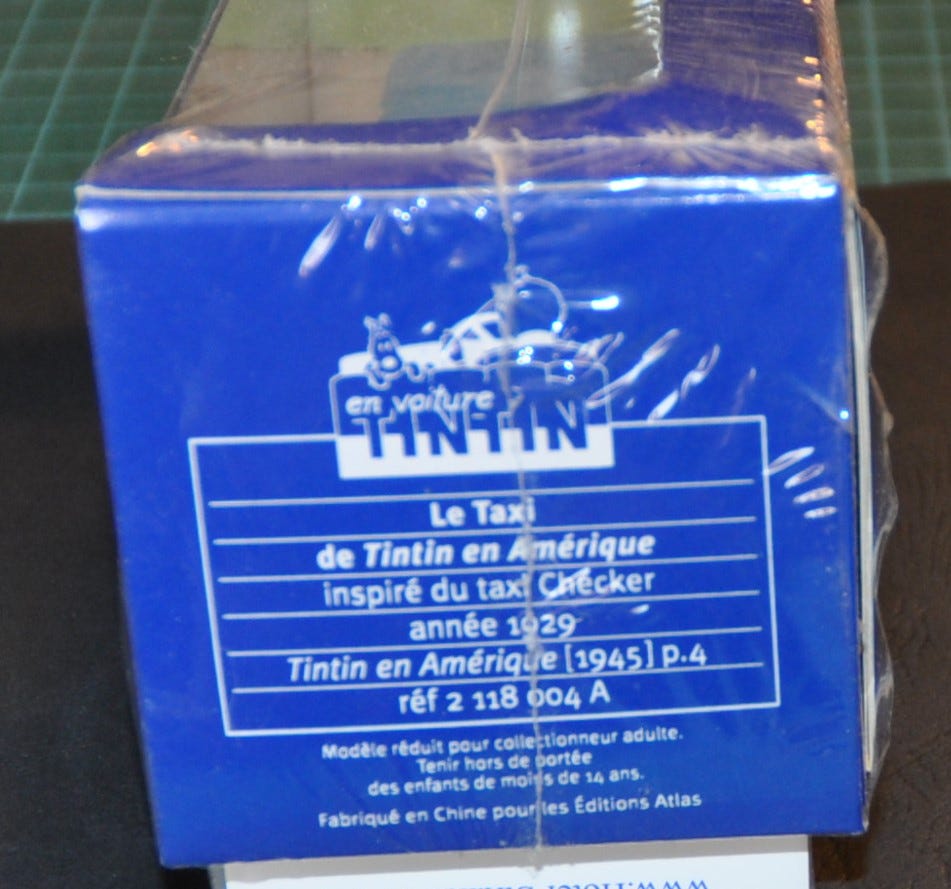 en voiture
TINTIN
Le Taxi
de Tintin en Amérique
inspiré du taxi Checker
année 1929
Tintin en Amérique [1945] p.4
réf 2 118 004 A
Modèle réduit pour collectionneur adulte.
Tenir hors de portée
des enfants de moins de 14 ans.
Fabriqué en Chine pour les Éditions Atlas